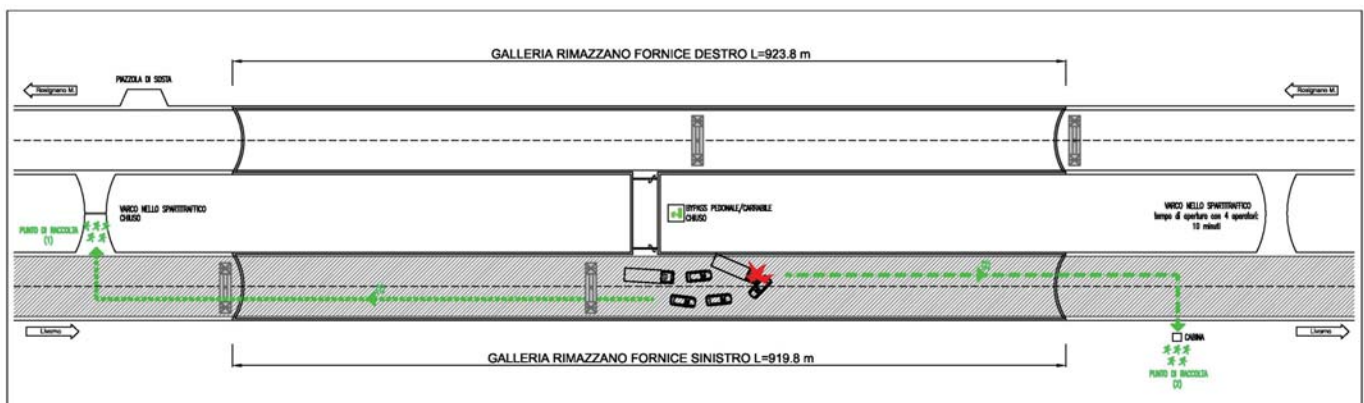 GALLERIA RIMAZZANO FORNICE DESTRO L=923.8 m
PIAZZOLA DI SOSTA
Rosignano M.
Rosignano M.
VARCO NELLO SPARTITRAFFICO
CHIUSO
PUNTO DI RACCOLTA
(1)
BYPASS PEDONALE/CARRABILE
CHIUSO
VARCO NELLO SPARTITRAFFICO
tempo di apertura con 4 operatori:
10 minuti
Livorno
Livorno
CABINA
GALLERIA RIMAZZANO FORNICE SINISTRO L=919.8 m
PUNTO DI RACCOLTA
(2)